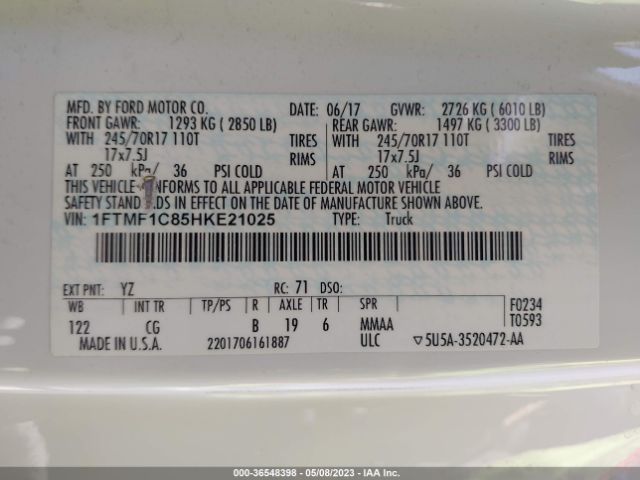 MFD. BY FORD MOTOR CO. DATE: 06/17 GVWR: 2726 KG ( 6010 LB)
FRONT GAWR: 1293 KG ( 2850 LB) REAR GAWR: 1497 KG ( 3300 LB)
WITH 245/70R17 110T TIRES WITH 245/70R17 110T TIRES
17x7.5J RIMS 17x7.5J RIMS
AT 250 kPa/ 36 PSI COLD AT 250 kPa/ 36 PSI COLD
THIS VEHICLE NFORMS TO ALL APPLICABLE FEDERAL MOTOR VEHICLE
SAFETY STAND DS IN EFFECT ON THE DATE OF MANUFACTURE SHOWN ABOVE.
VIN: 1FTMF1C85HKE21025 TYPE: Truck
EXT PNT: YZ RC: 71 DSO:
WB INT TR TP/PS R AXLE TR SPR F0234
122 CG B 19 6 MMAA T0593
MADE IN U.S.A. 2201706161887 ULC ▽5U5A-3520472-AA
000-36548398 - 05/08/2023 - IAA Inc.